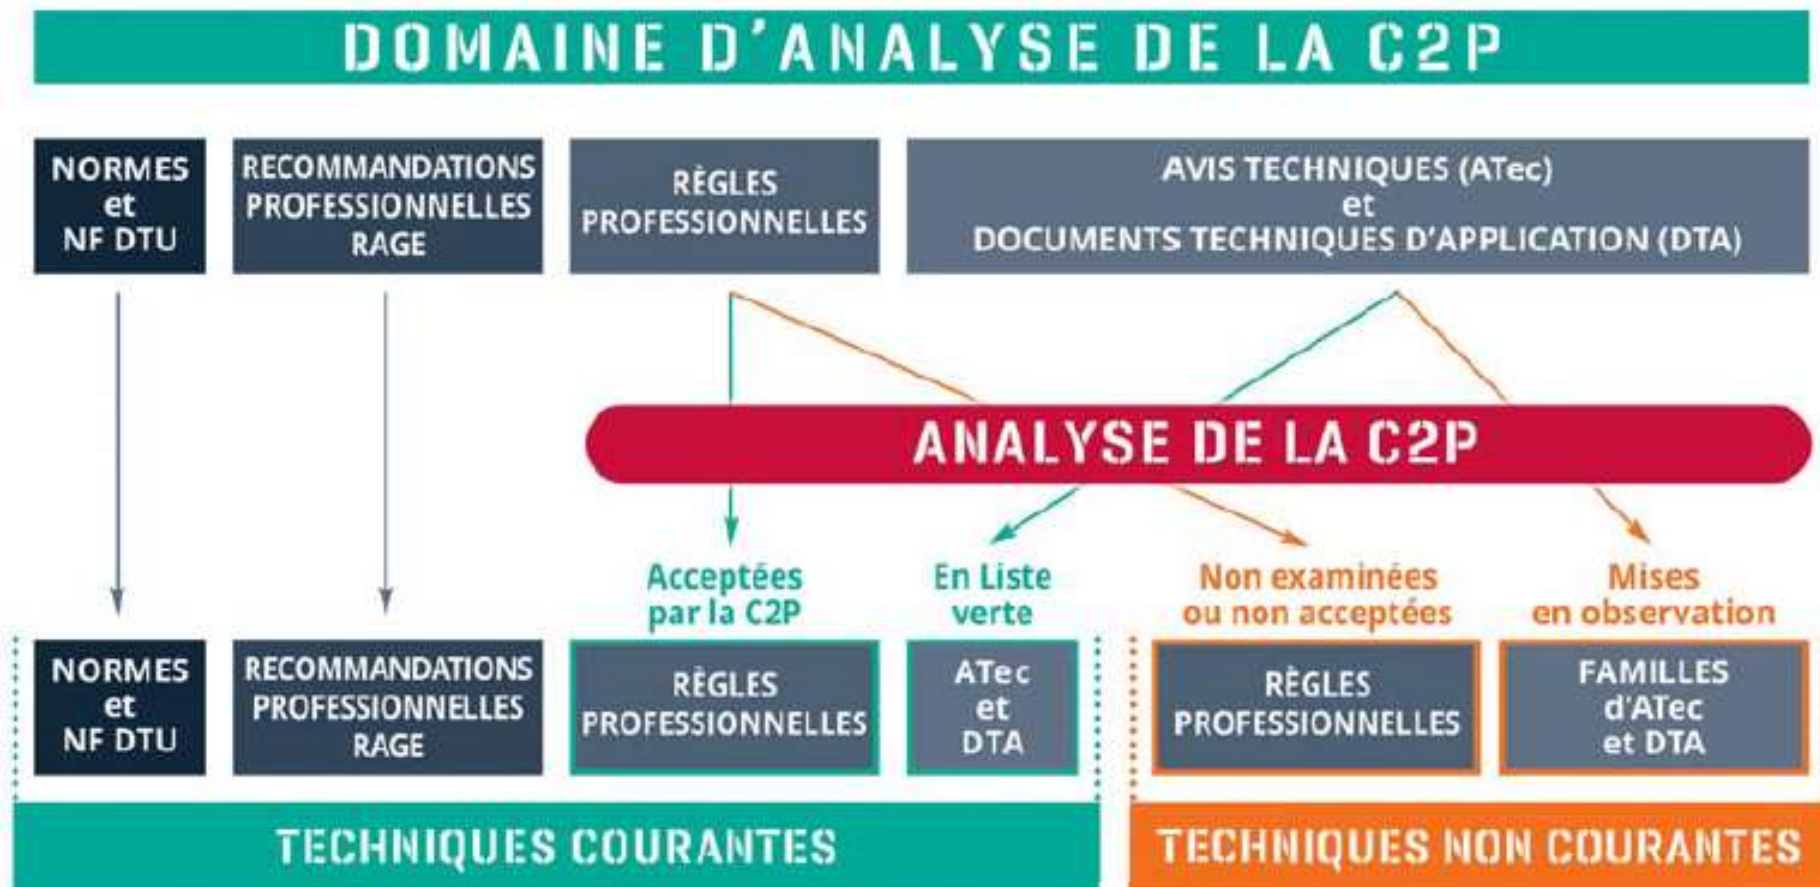 DOMAINE D'ANALYSE DE LA C2P
NORMES
et
NF DTU
RECOMMANDATIONS
PROFESSIONNELLES
RAGE
RÈGLES
PROFESSIONNELLES
AVIS TECHNIQUES (ATec)
et
DOCUMENTS TECHNIQUES D'APPLICATION (DTA)
ANALYSE DE LA C2P
Acceptées
par la C2P
En Liste
verte
Non examinées
ou non acceptées
Mises
en observation
NORMES
et
NF DTU
RECOMMANDATIONS
PROFESSIONNELLES
RAGE
RÈGLES
PROFESSIONNELLES
ATec
et
DTA
RÈGLES
PROFESSIONNELLES
FAMILLES
d'ATec
et DTA
TECHNIQUES COURANTES
TECHNIQUES NON COURANTES